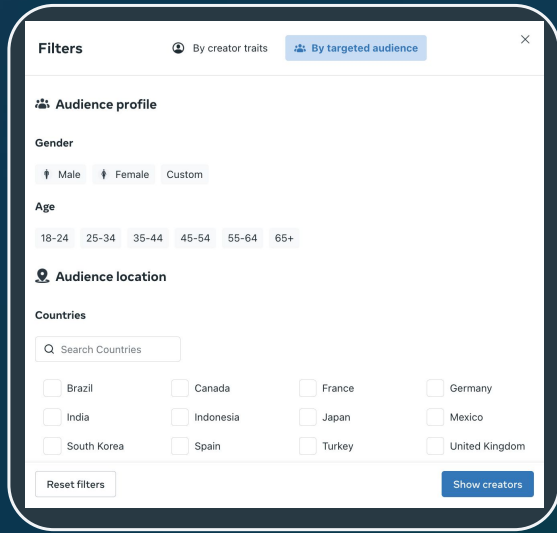 Filters By creator traits By targeted audience
Audience profile
Gender
Male Female Custom
Age
18-24 25-34 35-44 45-54 55-64 65+
Audience location
Countries
Search Countries
Brazil Canada France Germany
India Indonesia Japan Mexico
South Korea Spain Turkey United Kingdom
Reset filters Show creators